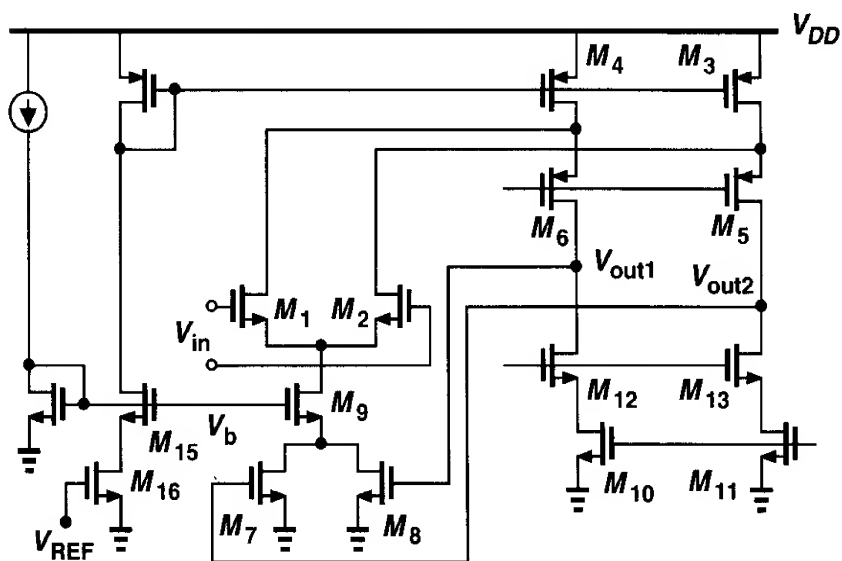 V_DD
M_4
M_3
M_6
M_5
V_out1
V_out2
M_1
M_2
V_in
M_12
M_13
M_9
V_b
M_15
M_16
M_10
M_11
M_7
M_8
V_REF